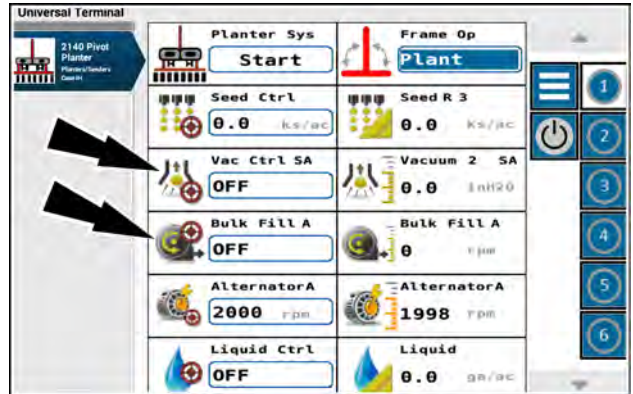 Universal Terminal
2140 Pivot
Planter
Planters/Seeders
Case IH
Planter Sys
Start
Frame Op
Plant
Seed Ctrl
0.0 ks/ac
Seed R 3
0.0 ks/ac
Vac Ctrl SA
OFF
Vacuum 2 SA
0.0 inH2O
Bulk Fill A
OFF
Bulk Fill A
0 rpm
AlternatorA
2000 rpm
AlternatorA
1998 rpm
Liquid Ctrl
OFF
Liquid
0.0 ga/ac
1
2
3
4
5
6